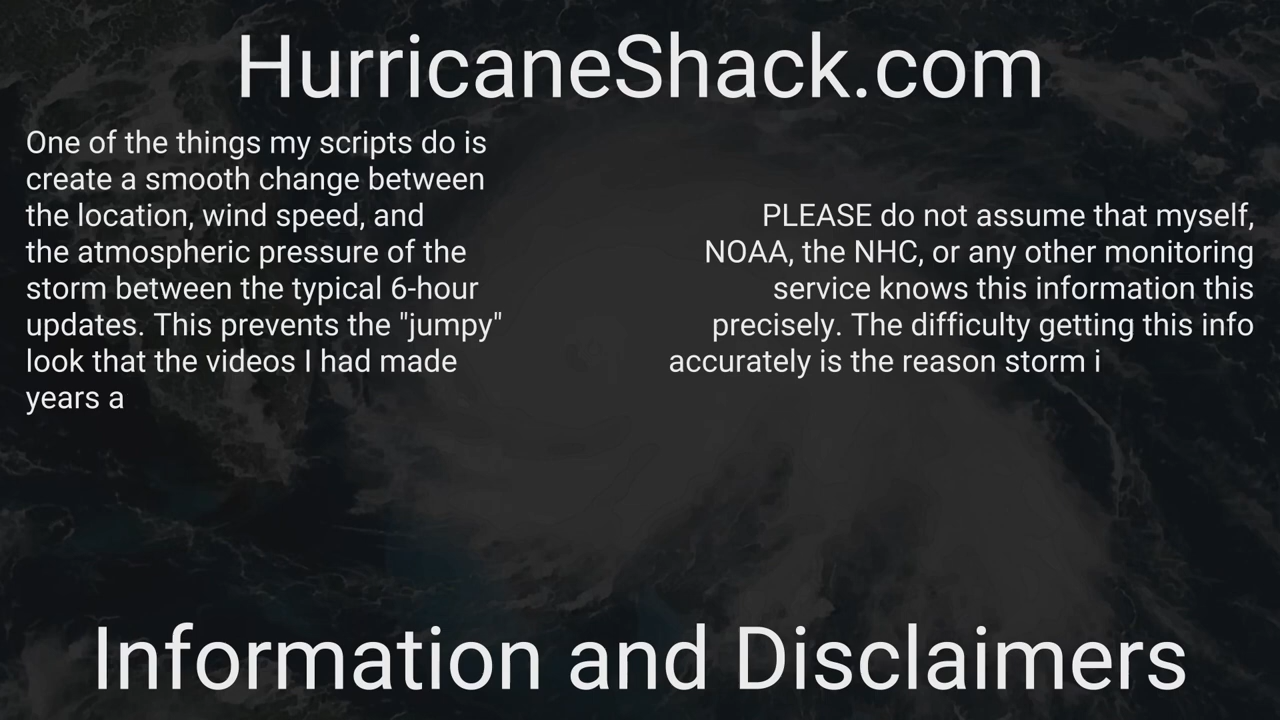 HurricaneShack.com
One of the things my scripts do is
create a smooth change between
the location, wind speed, and
the atmospheric pressure of the
storm between the typical 6-hour
updates. This prevents the "jumpy"
look that the videos I had made
years a
PLEASE do not assume that myself,
NOAA, the NHC, or any other monitoring
service knows this information this
precisely. The difficulty getting this info
accurately is the reason storm i
Information and Disclaimers